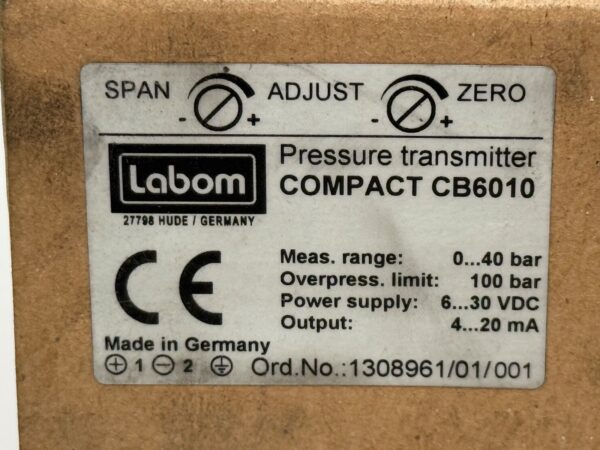 SPAN ADJUST ZERO
- + - +
Labom
27798 HUDE / GERMANY
Pressure transmitter
COMPACT CB6010
CE
Meas. range: 0...40 bar
Overpress. limit: 100 bar
Power supply: 6...30 VDC
Output: 4...20 mA
Made in Germany
⊕ 1 ⊖ 2 ⏚ Ord.No.:1308961/01/001